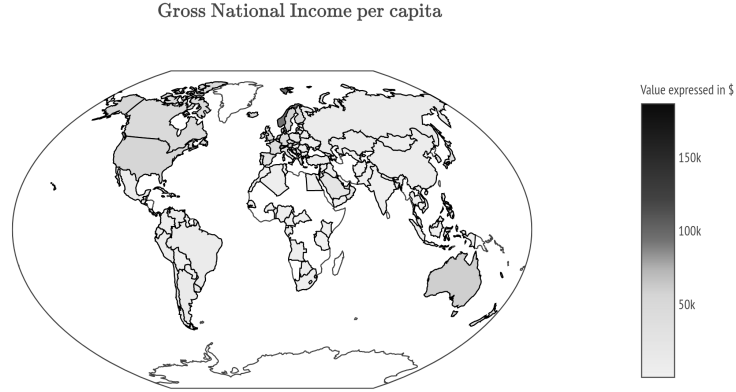 Gross National Income per capita
Value expressed in $
150k
100k
50k